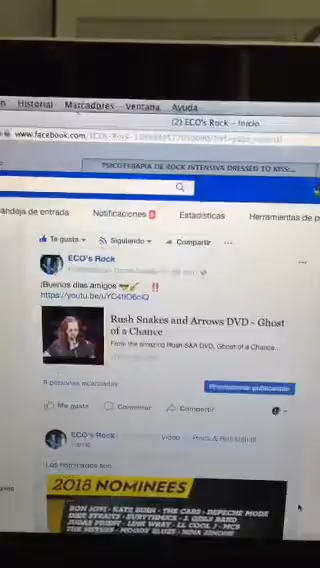 Historial Marcadores Ventana Ayuda
(2) ECO's Rock - Inicio
www.facebook.com
PSICOTERAPIA DE ROCK INTENSIVA DRESSED TO KISS:...
andeja de entrada Notificaciones Estadísticas Herramientas de p
Te gusta Siguiendo Compartir ...
ECO's Rock
¡Buenos días amigos !!
Rush Snakes and Arrows DVD - Ghost
of a Chance
From the amazing Rush S&A DVD, Ghost of a Chance...
Promocionar publicación
Me gusta Comentar Compartir
ECO's Rock
Los nominados son
2018 NOMINEES
BON JOVI · KATE BUSH · THE CARS · DEPECHE MODE
DIRE STRAITS · EURYTHMICS · J. GEILS BAND
JUDAS PRIEST · LINK WRAY · LL COOL J · MC5
THE METERS · MOODY BLUES · NINA SIMONE